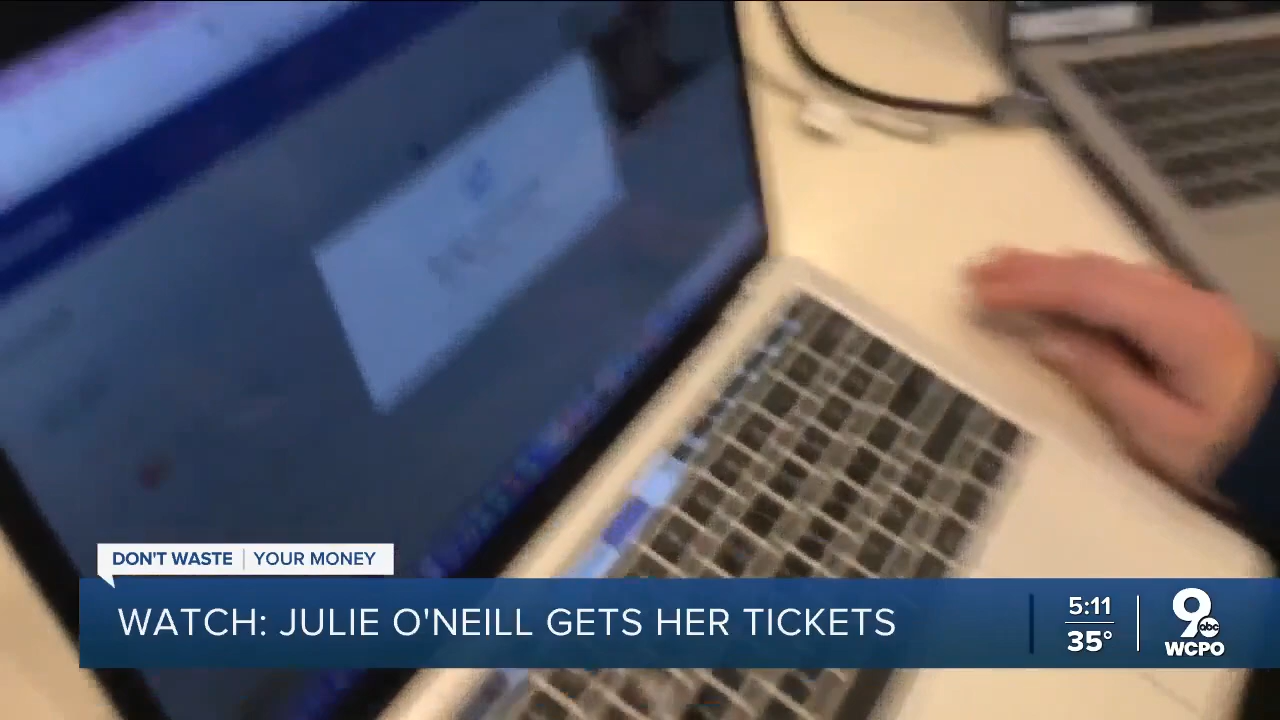 DON'T WASTE | YOUR MONEY
WATCH: JULIE O'NEILL GETS HER TICKETS
5:11
35°
9
abc
WCPO